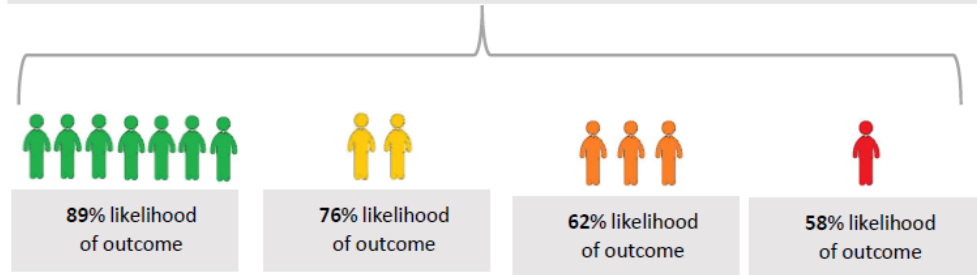 89% likelihood
of outcome
76% likelihood
of outcome
62% likelihood
of outcome
58% likelihood
of outcome